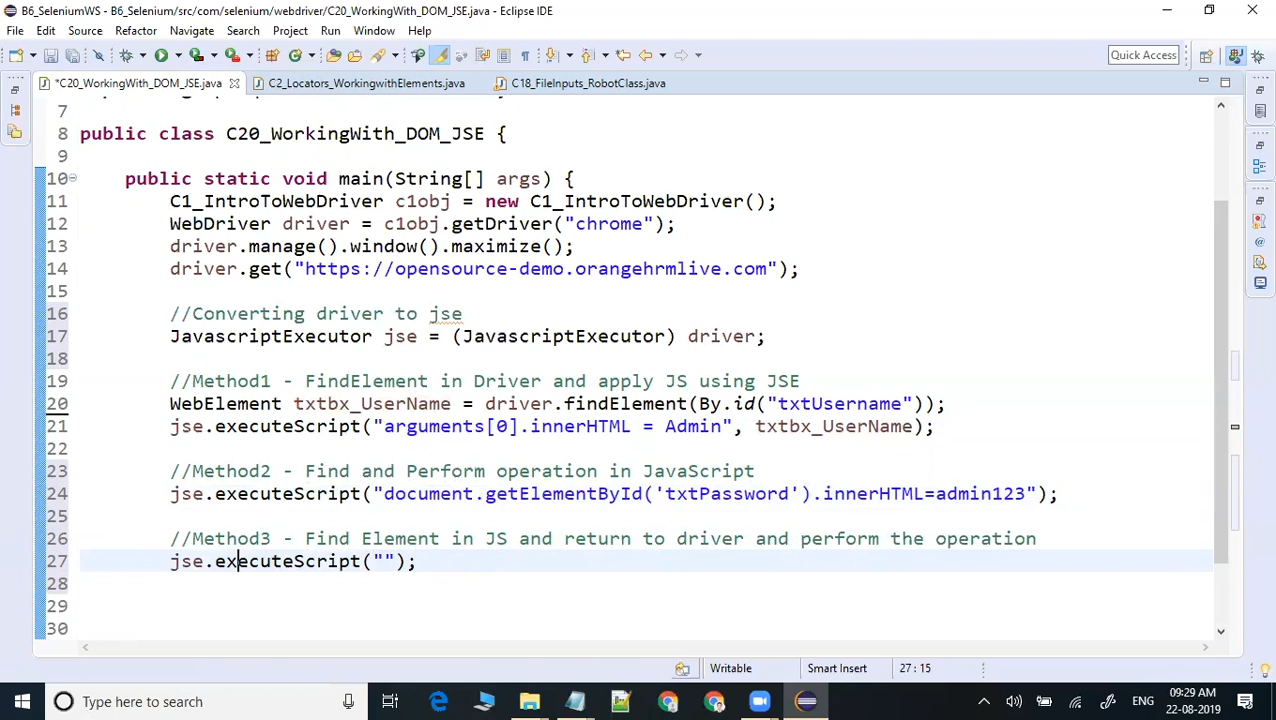 B6_SeleniumWS - B6_Selenium/src/com/selenium/webdriver/C20_WorkingWith_DOM_JSE.java - Eclipse IDE
File Edit Source Refactor Navigate Search Project Run Window Help
Quick Access
*C20_WorkingWith_DOM_JSE.java C2_Locators_WorkingwithElements.java C18_FileInputs_RobotClass.java
7
8 public class C20_WorkingWith_DOM_JSE {
9
10 public static void main(String[] args) {
11 C1_IntroToWebDriver c1obj = new C1_IntroToWebDriver();
12 WebDriver driver = c1obj.getDriver("chrome");
13 driver.manage().window().maximize();
14 driver.get("https://opensource-demo.orangehrmlive.com");
15
16 //Converting driver to jse
17 JavascriptExecutor jse = (JavascriptExecutor) driver;
18
19 //Method1 - FindElement in Driver and apply JS using JSE
20 WebElement txtbx_UserName = driver.findElement(By.id("txtUsername"));
21 jse.executeScript("arguments[0].innerHTML = Admin", txtbx_UserName);
22
23 //Method2 - Find and Perform operation in JavaScript
24 jse.executeScript("document.getElementById('txtPassword').innerHTML=admin123");
25
26 //Method3 - Find Element in JS and return to driver and perform the operation
27 jse.executeScript("");
28
29
30
Writable Smart Insert 27 : 15
Type here to search
ENG
09:29 AM
22-08-2019